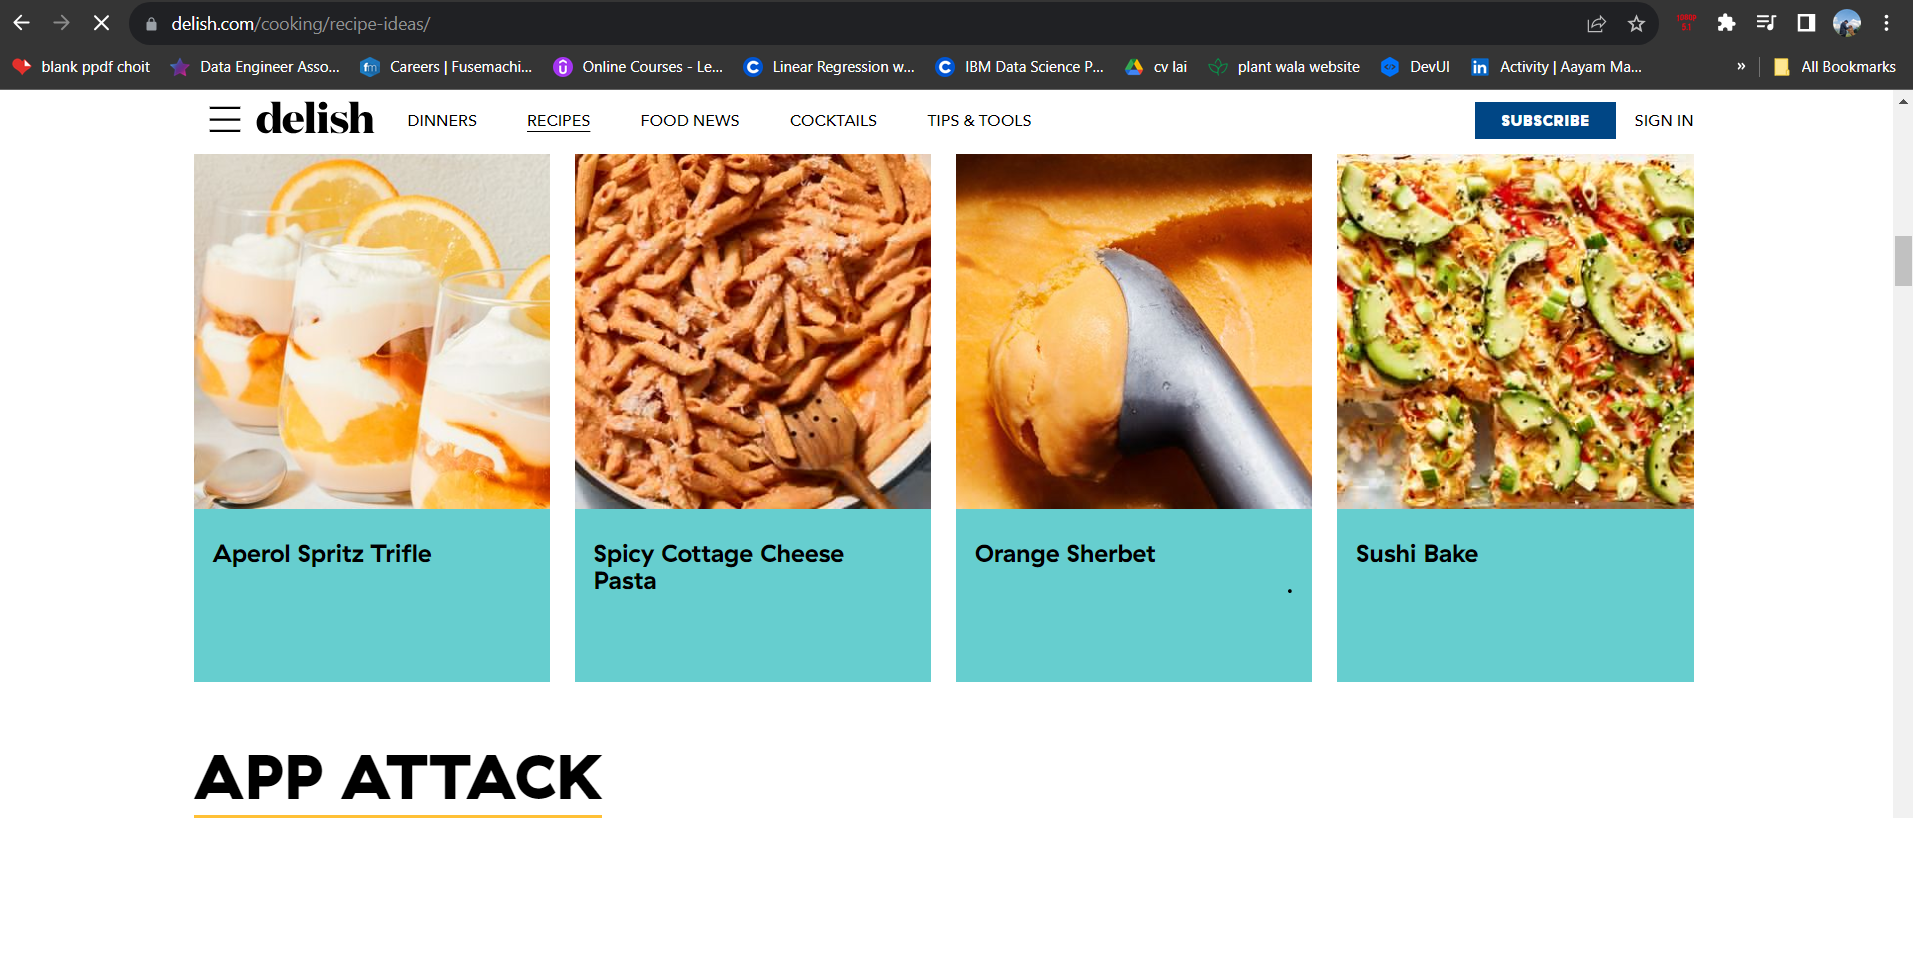 delish.com/cooking/recipe-ideas/
blank ppdf choit Data Engineer Asso... Careers | Fusemachi... Online Courses - Le... Linear Regression w... IBM Data Science P... cv lai plant wala website DevUI Activity | Aayam Ma... » All Bookmarks
delish DINNERS RECIPES FOOD NEWS COCKTAILS TIPS & TOOLS SUBSCRIBE SIGN IN
Aperol Spritz Trifle
Spicy Cottage Cheese
Pasta
Orange Sherbet
Sushi Bake
APP ATTACK